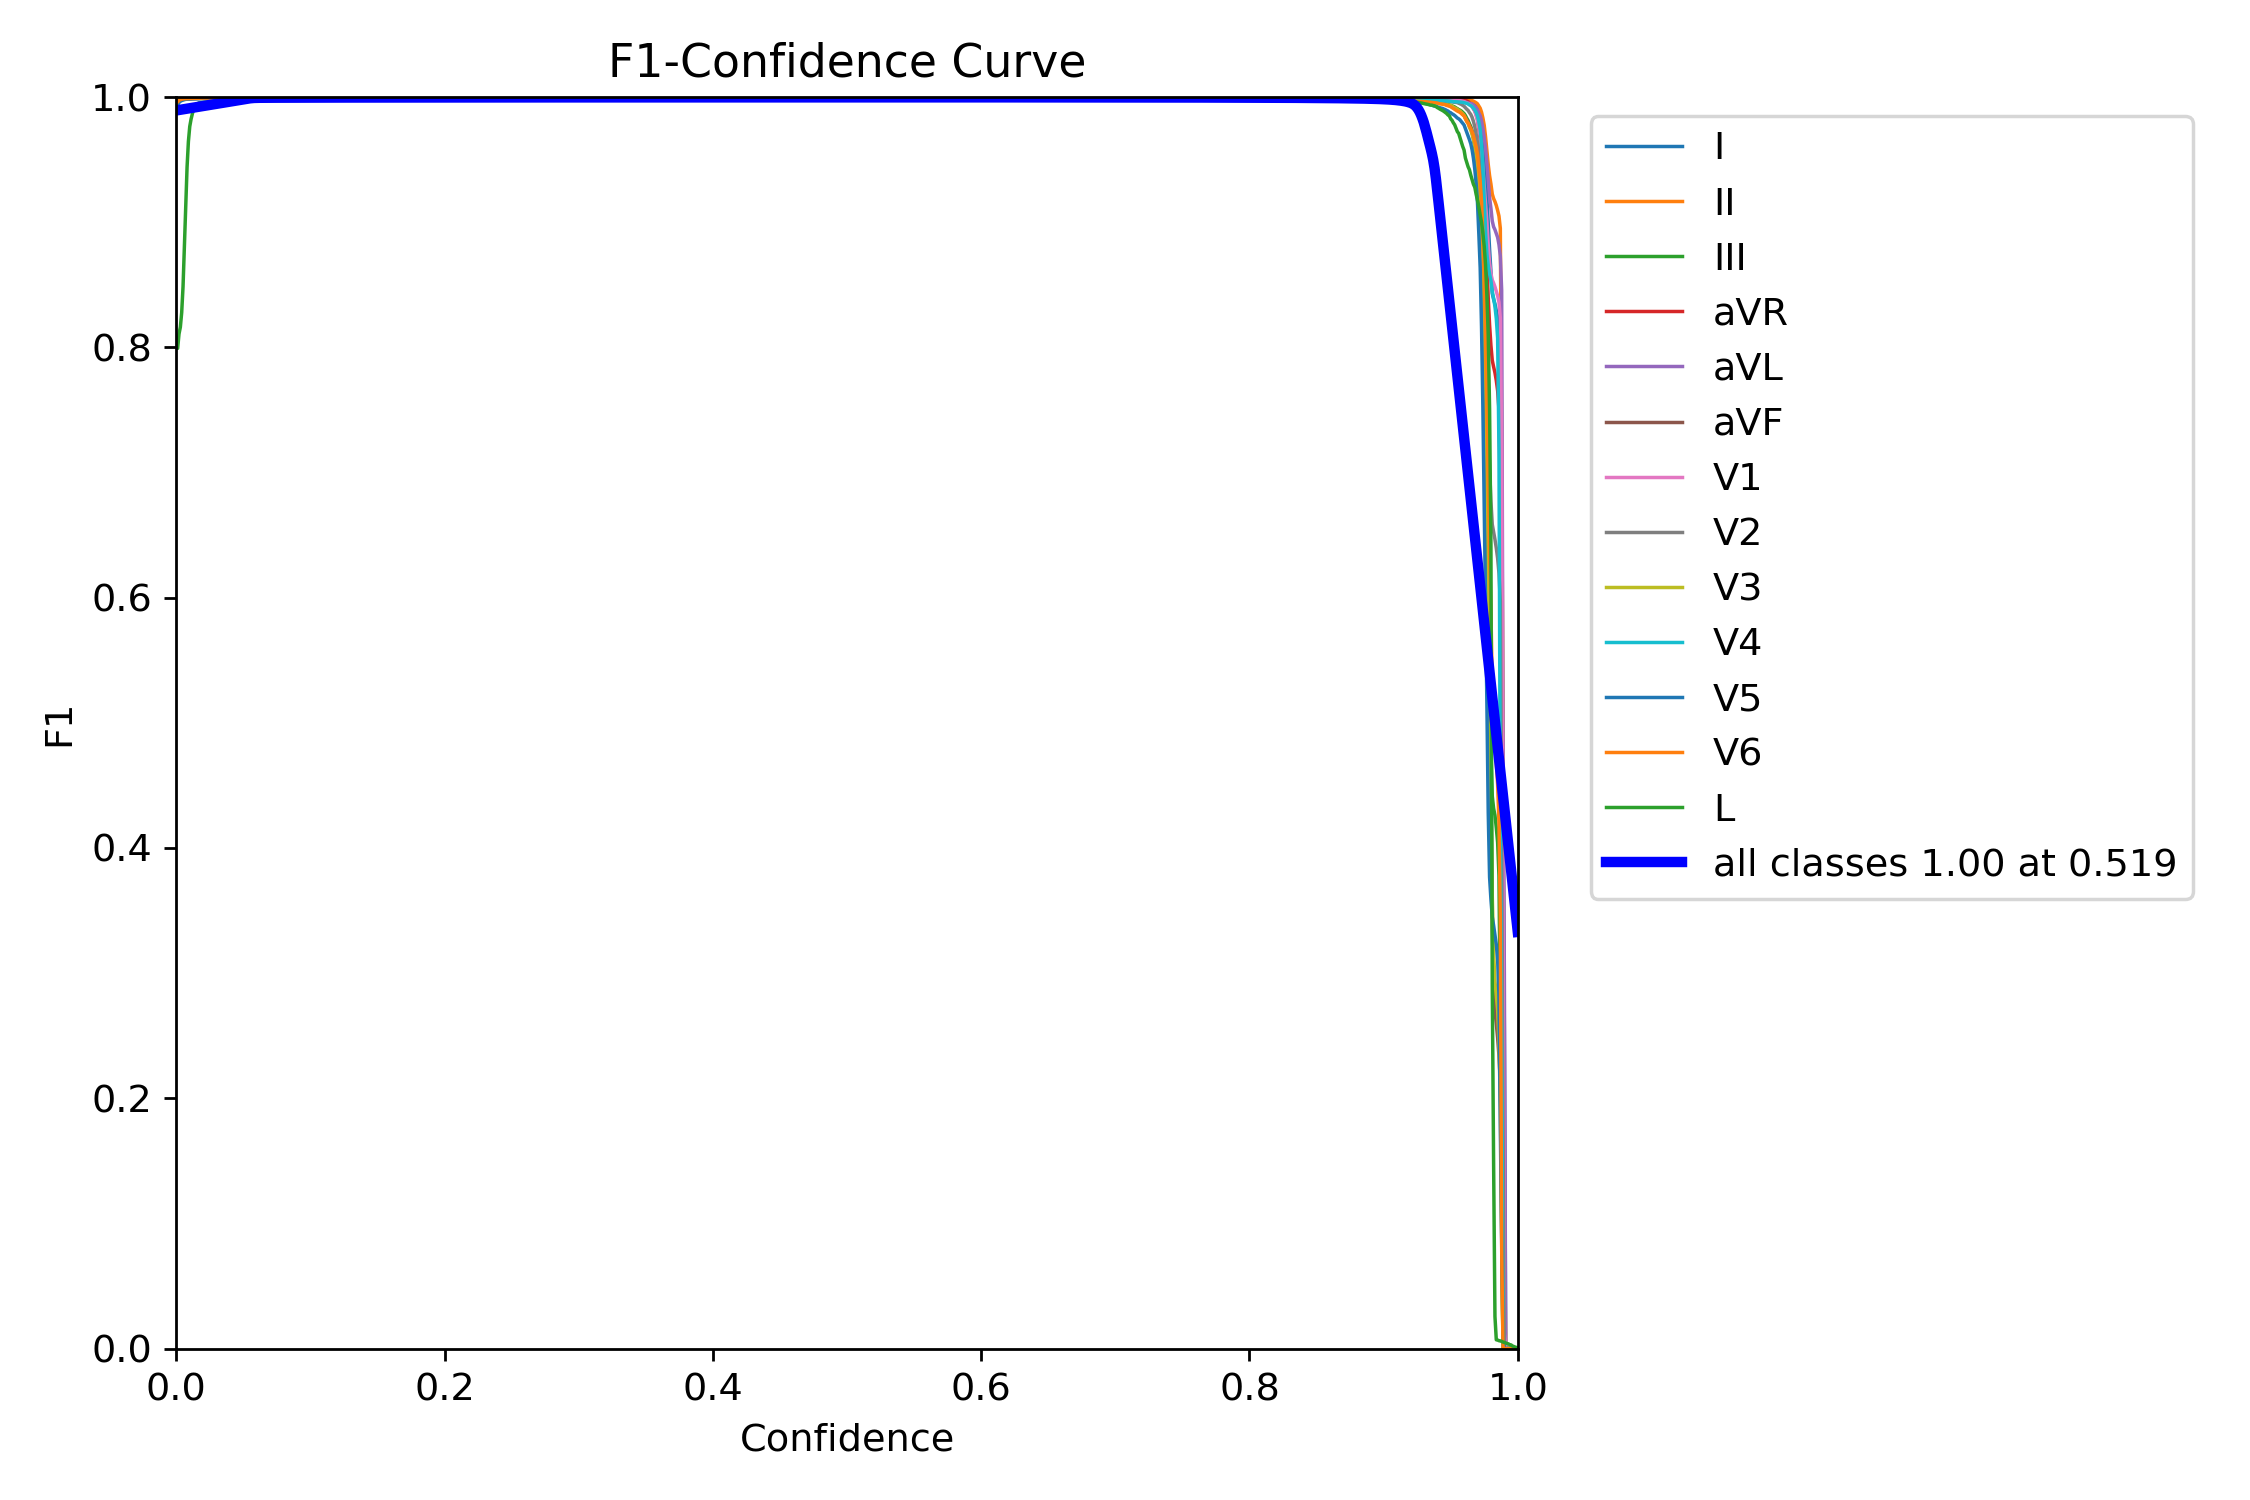 F1-Confidence Curve
1.0
0.8
0.6
0.4
0.2
0.0
F1
0.0 0.2 0.4 0.6 0.8 1.0
Confidence
I
II
III
aVR
aVL
aVF
V1
V2
V3
V4
V5
V6
L
all classes 1.00 at 0.519